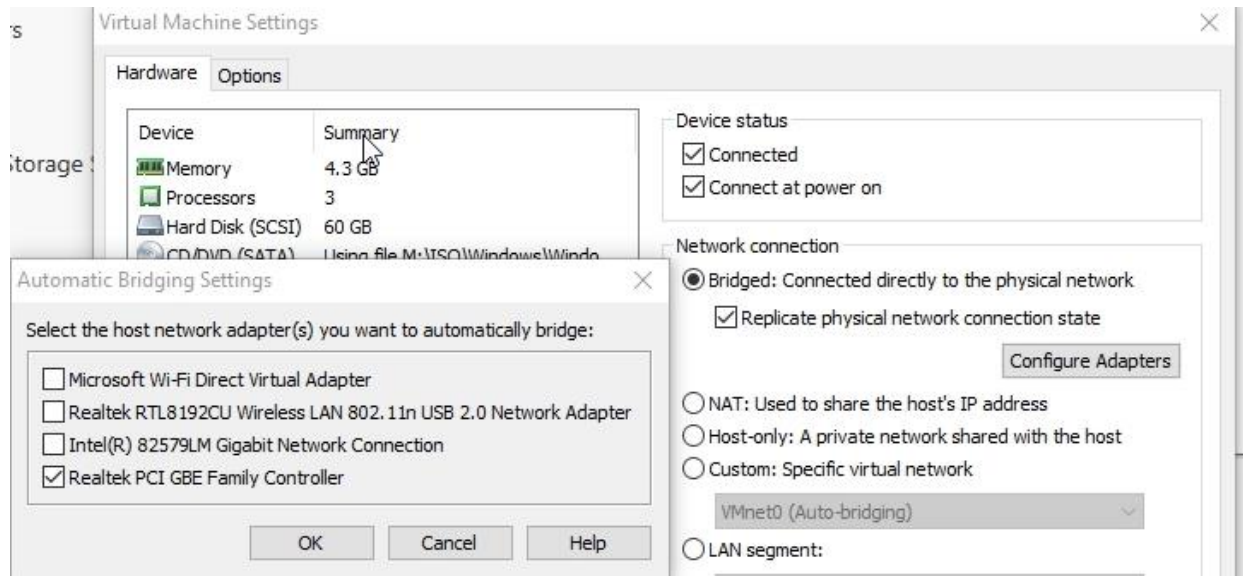 Virtual Machine Settings
Hardware Options
Device Summary
Memory 4.3 GB
Processors 3
Hard Disk (SCSI) 60 GB
CD/DVD (SATA) Using file M:\ISO\Windows\Windo
Device status
Connected
Connect at power on
Network connection
Bridged: Connected directly to the physical network
Replicate physical network connection state
Configure Adapters
NAT: Used to share the host's IP address
Host-only: A private network shared with the host
Custom: Specific virtual network
VMnet0 (Auto-bridging)
LAN segment:
Automatic Bridging Settings
Select the host network adapter(s) you want to automatically bridge:
Microsoft Wi-Fi Direct Virtual Adapter
Realtek RTL8192CU Wireless LAN 802.11n USB 2.0 Network Adapter
Intel(R) 82579LM Gigabit Network Connection
Realtek PCI GBE Family Controller
OK Cancel Help